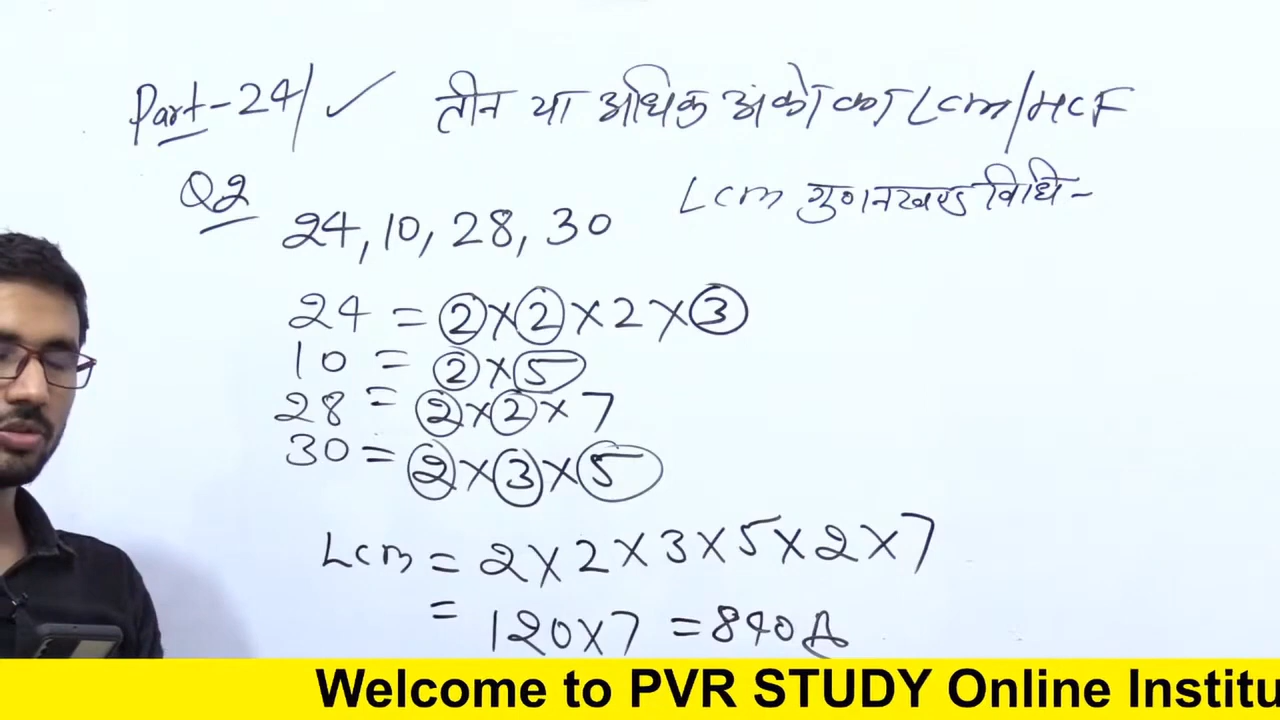 Part-24/ ✓ तीन या अधिक अंको का Lcm/HCF
Q2
Lcm गुणनखण्ड विधि -
24, 10, 28, 30
24 = 2×2×2×3
10 = 2×5
28 = 2×2×7
30 = 2×3×5
Lcm = 2×2×3×5×2×7
= 120×7 = 840 A
Welcome to PVR STUDY Online Institu